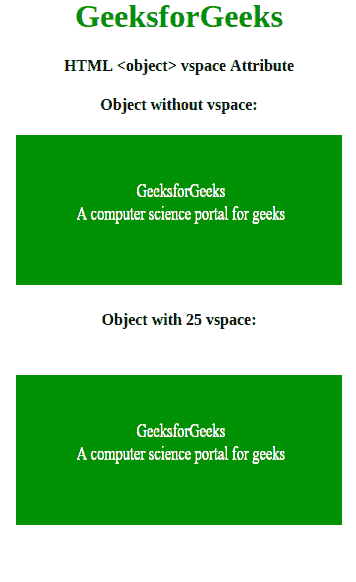 GeeksforGeeks
HTML <object> vspace Attribute
Object without vspace:
GeeksforGeeks
A computer science portal for geeks
Object with 25 vspace:
GeeksforGeeks
A computer science portal for geeks